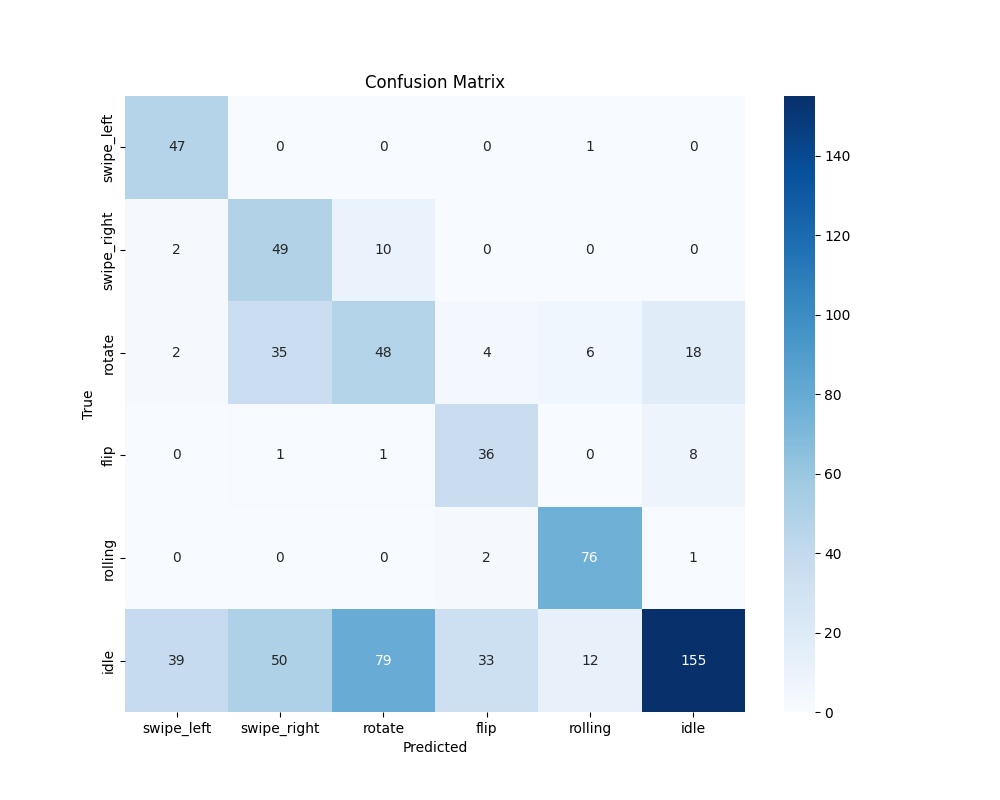 Confusion Matrix
swipe_left 47 0 0 0 1 0
swipe_right 2 49 10 0 0 0
rotate 2 35 48 4 6 18
flip 0 1 1 36 0 8
rolling 0 0 0 2 76 1
idle 39 50 79 33 12 155
True
swipe_left swipe_right rotate flip rolling idle
Predicted
140
120
100
80
60
40
20
0